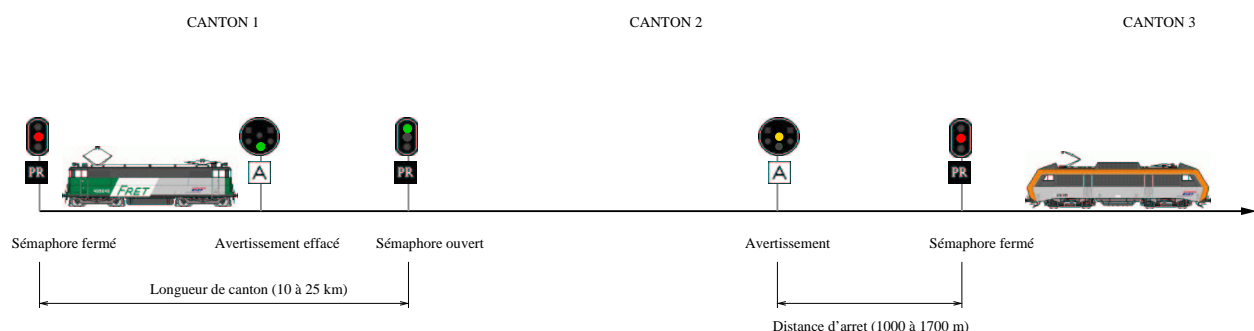 CANTON 1
CANTON 2
CANTON 3
PR
A
PR
A
PR
FRET
Sémaphore fermé
Avertissement effacé
Sémaphore ouvert
Avertissement
Sémaphore fermé
Longueur de canton (10 à 25 km)
Distance d'arret (1000 à 1700 m)